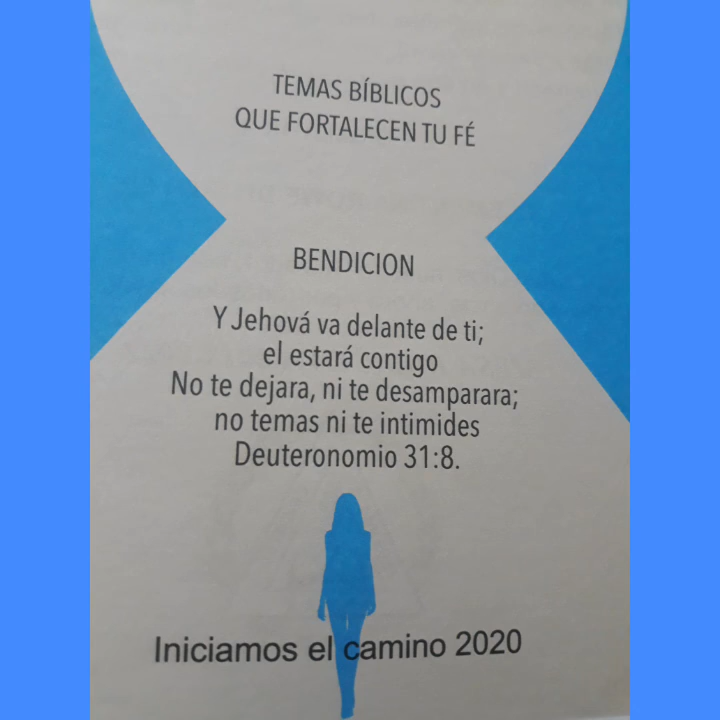 TEMAS BÍBLICOS
QUE FORTALECEN TU FÉ
BENDICION
Y Jehová va delante de ti;
el estará contigo
No te dejara, ni te desamparara;
no temas ni te intimides
Deuteronomio 31:8.
Iniciamos el camino 2020